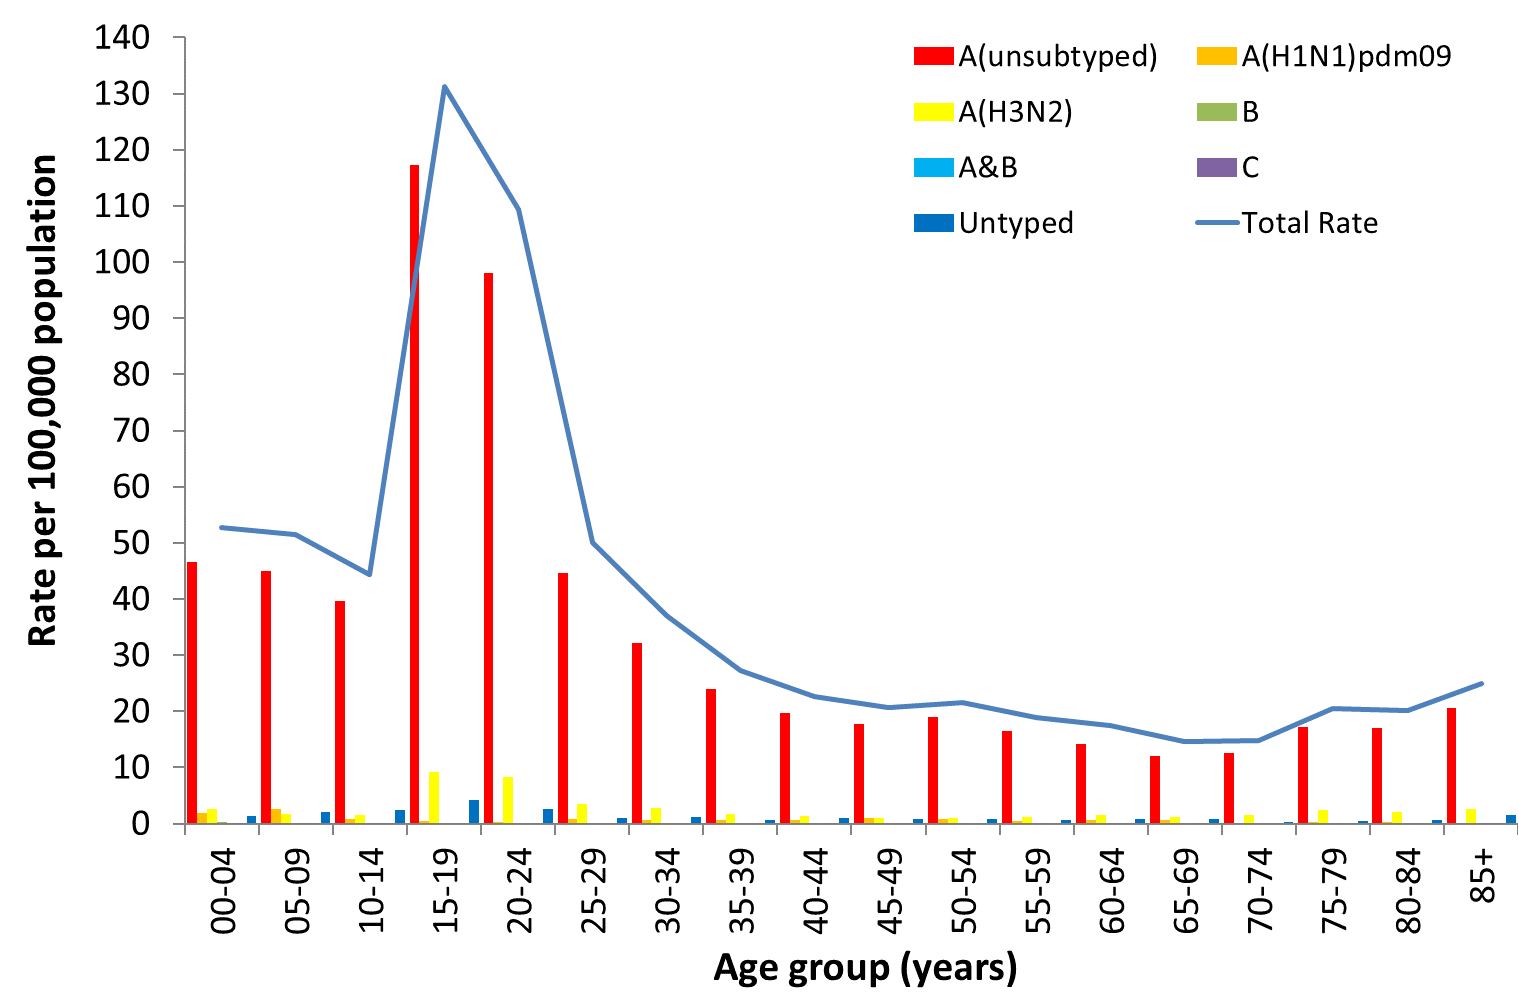 140
130
120
110
100
90
80
70
60
50
40
30
20
10
0
Rate per 100,000 population
A(unsubtyped) A(H1N1)pdm09
A(H3N2) B
A&B C
Untyped Total Rate
00-04 05-09 10-14 15-19 20-24 25-29 30-34 35-39 40-44 45-49 50-54 55-59 60-64 65-69 70-74 75-79 80-84 85+
Age group (years)